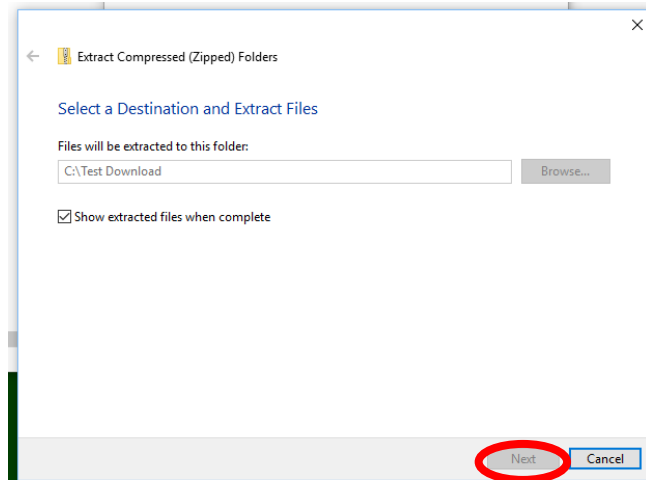 Extract Compressed (Zipped) Folders
Select a Destination and Extract Files
Files will be extracted to this folder:
C:\Test Download
Browse...
Show extracted files when complete
Next
Cancel